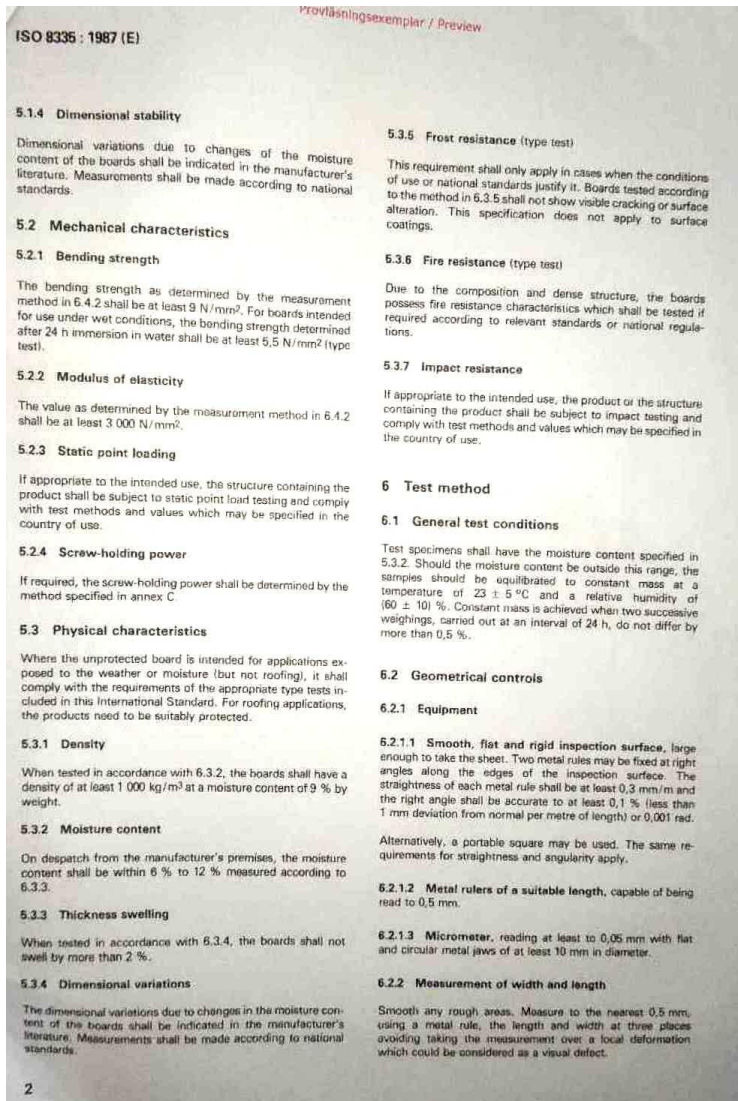 Provläsningsexemplar / Preview
ISO 8335 : 1987 (E)
5.1.4 Dimensional stability
Dimensional variations due to changes of the moisture
content of the boards shall be indicated in the manufacturer's
literature. Measurements shall be made according to national
standards.
5.2 Mechanical characteristics
5.2.1 Bending strength
The bending strength as determined by the measurement
method in 6.4.2 shall be at least 9 N/mm². For boards intended
for use under wet conditions, the bending strength determined
after 24 h immersion in water shall be at least 5,5 N/mm² (type
test).
5.2.2 Modulus of elasticity
The value as determined by the measurement method in 6.4.2
shall be at least 3 000 N/mm².
5.2.3 Static point loading
If appropriate to the intended use, the structure containing the
product shall be subject to static point load testing and comply
with test methods and values which may be specified in the
country of use.
5.2.4 Screw-holding power
If required, the screw-holding power shall be determined by the
method specified in annex C
5.3 Physical characteristics
Where the unprotected board is intended for applications ex-
posed to the weather or moisture (but not roofing), it shall
comply with the requirements of the appropriate type tests in-
cluded in this International Standard. For roofing applications,
the products need to be suitably protected.
5.3.1 Density
When tested in accordance with 6.3.2, the boards shall have a
density of at least 1 000 kg/m³ at a moisture content of 9 % by
weight.
5.3.2 Moisture content
On despatch from the manufacturer's premises, the moisture
content shall be within 6 % to 12 % measured according to
6.3.3.
5.3.3 Thickness swelling
When tested in accordance with 6.3.4, the boards shall not
swell by more than 2 %.
5.3.4 Dimensional variations
The dimensional variations due to changes in the moisture con-
tent of the boards shall be indicated in the manufacturer's
literature. Measurements shall be made according to national
standards.
5.3.5 Frost resistance (type test)
This requirement shall only apply in cases when the conditions
of use or national standards justify it. Boards tested according
to the method in 6.3.5 shall not show visible cracking or surface
alteration. This specification does not apply to surface
coatings.
5.3.6 Fire resistance (type test)
Due to the composition and dense structure, the boards
possess fire resistance characteristics which shall be tested if
required according to relevant standards or national regula-
tions.
5.3.7 Impact resistance
If appropriate to the intended use, the product or the structure
containing the product shall be subject to impact testing and
comply with test methods and values which may be specified in
the country of use.
6 Test method
6.1 General test conditions
Test specimens shall have the moisture content specified in
5.3.2. Should the moisture content be outside this range, the
samples should be equilibrated to constant mass at a
temperature of 23 ± 5 °C and a relative humidity of
(60 ± 10) %. Constant mass is achieved when two successive
weighings, carried out at an interval of 24 h, do not differ by
more than 0,5 %.
6.2 Geometrical controls
6.2.1 Equipment
6.2.1.1 Smooth, flat and rigid inspection surface, large
enough to take the sheet. Two metal rules may be fixed at right
angles along the edges of the inspection surface. The
straightness of each metal rule shall be at least 0,3 mm/m and
the right angle shall be accurate to at least 0,1 % (less than
1 mm deviation from normal per metre of length) or 0,001 rad.
Alternatively, a portable square may be used. The same re-
quirements for straightness and angularity apply.
6.2.1.2 Metal rulers of a suitable length, capable of being
read to 0,5 mm.
6.2.1.3 Micrometer, reading at least to 0,05 mm with flat
and circular metal jaws of at least 10 mm in diameter.
6.2.2 Measurement of width and length
Smooth any rough areas. Measure to the nearest 0,5 mm,
using a metal rule, the length and width at three places
avoiding taking the measurement over a local deformation
which could be considered as a visual defect.
2